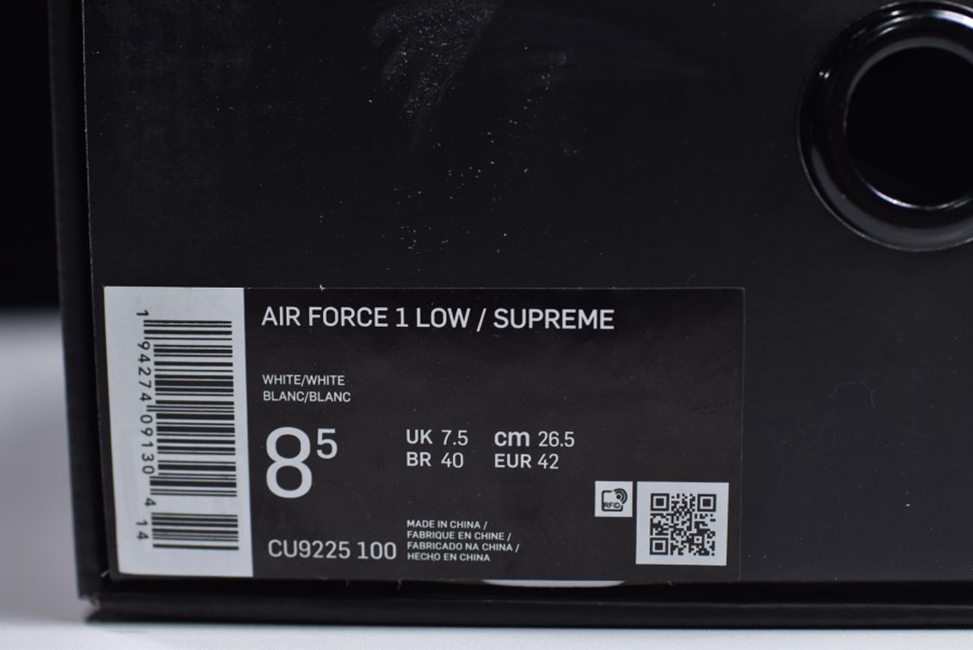 AIR FORCE 1 LOW / SUPREME
WHITE/WHITE
BLANC/BLANC
8⁵
UK 7.5 cm 26.5
BR 40 EUR 42
RFID
CU9225 100
MADE IN CHINA /
FABRIQUE EN CHINE /
FABRICADO NA CHINA /
HECHO EN CHINA
1 94274 09130 4 14